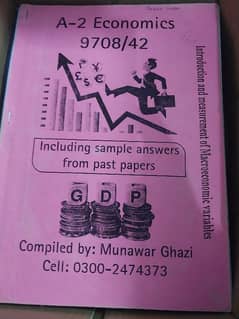 A-2 Economics
9708/42
Introduction and measurement of Macroeconomic variables
Including sample answers
from past papers
G D P
Compiled by: Munawar Ghazi
Cell: 0300-2474373